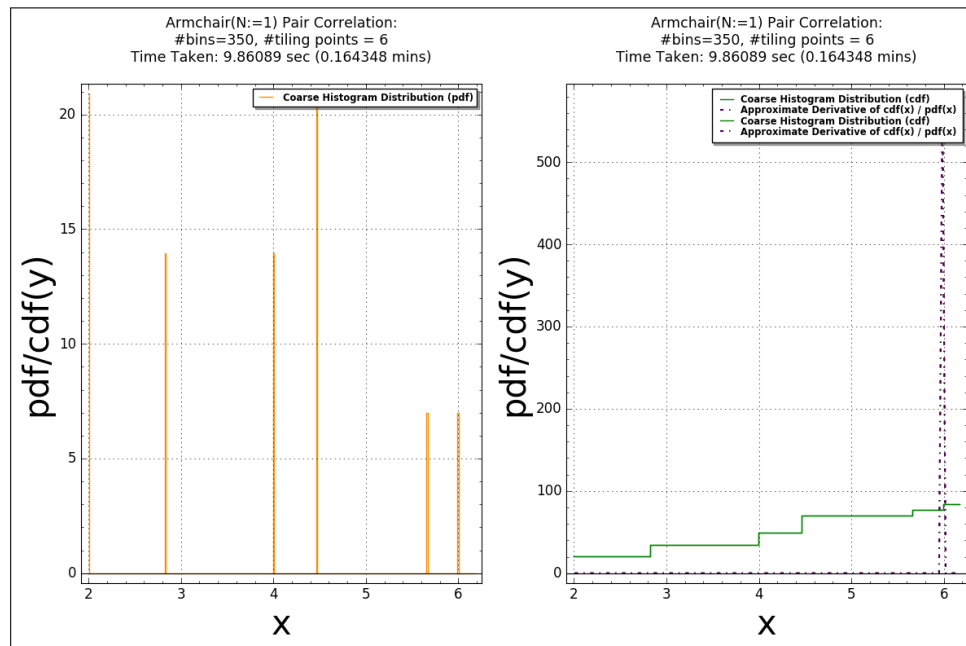 Armchair(N:=1) Pair Correlation:
#bins=350, #tiling points = 6
Time Taken: 9.86089 sec (0.164348 mins)
Coarse Histogram Distribution (pdf)
20
15
10
5
0
pdf/cdf(y)
2 3 4 5 6
x
Armchair(N:=1) Pair Correlation:
#bins=350, #tiling points = 6
Time Taken: 9.86089 sec (0.164348 mins)
Coarse Histogram Distribution (cdf)
Approximate Derivative of cdf(x) / pdf(x)
Coarse Histogram Distribution (cdf)
Approximate Derivative of cdf(x) / pdf(x)
500
400
300
200
100
0
pdf/cdf(y)
2 3 4 5 6
x